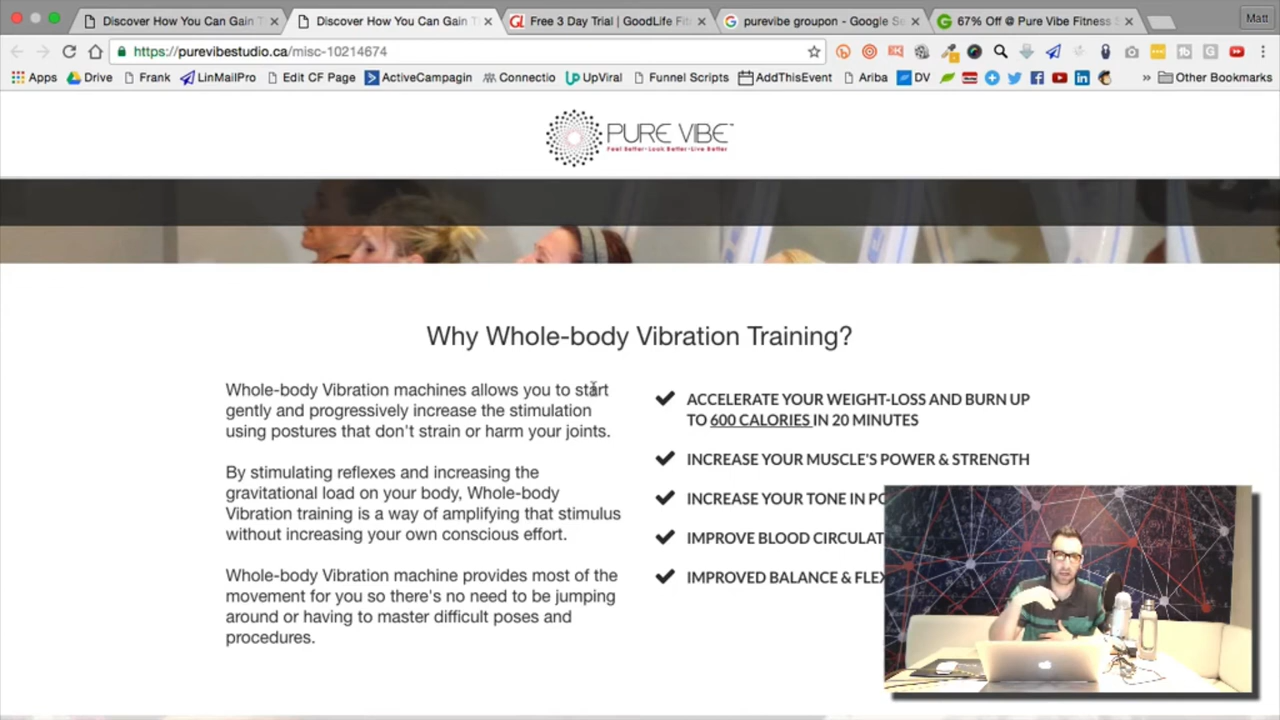 Discover How You Can Gain T
Discover How You Can Gain T
Free 3 Day Trial | GoodLife Fit
purevibe groupon - Google Se
67% Off @ Pure Vibe Fitness
Matt
https://purevibestudio.ca/misc-10214674
Apps
Drive
Frank
LinMailPro
Edit CF Page
ActiveCampagin
Connectio
UpViral
Funnel Scripts
AddThisEvent
Ariba
DV
Other Bookmarks
PURE VIBE
Feel Better·Look Better·Live Better
Why Whole-body Vibration Training?
Whole-body Vibration machines allows you to start
gently and progressively increase the stimulation
using postures that don't strain or harm your joints.
By stimulating reflexes and increasing the
gravitational load on your body, Whole-body
Vibration training is a way of amplifying that stimulus
without increasing your own conscious effort.
Whole-body Vibration machine provides most of the
movement for you so there's no need to be jumping
around or having to master difficult poses and
procedures.
ACCELERATE YOUR WEIGHT-LOSS AND BURN UP
TO 600 CALORIES IN 20 MINUTES
INCREASE YOUR MUSCLE'S POWER & STRENGTH
INCREASE YOUR TONE IN PO
IMPROVE BLOOD CIRCULAT
IMPROVED BALANCE & FLEX